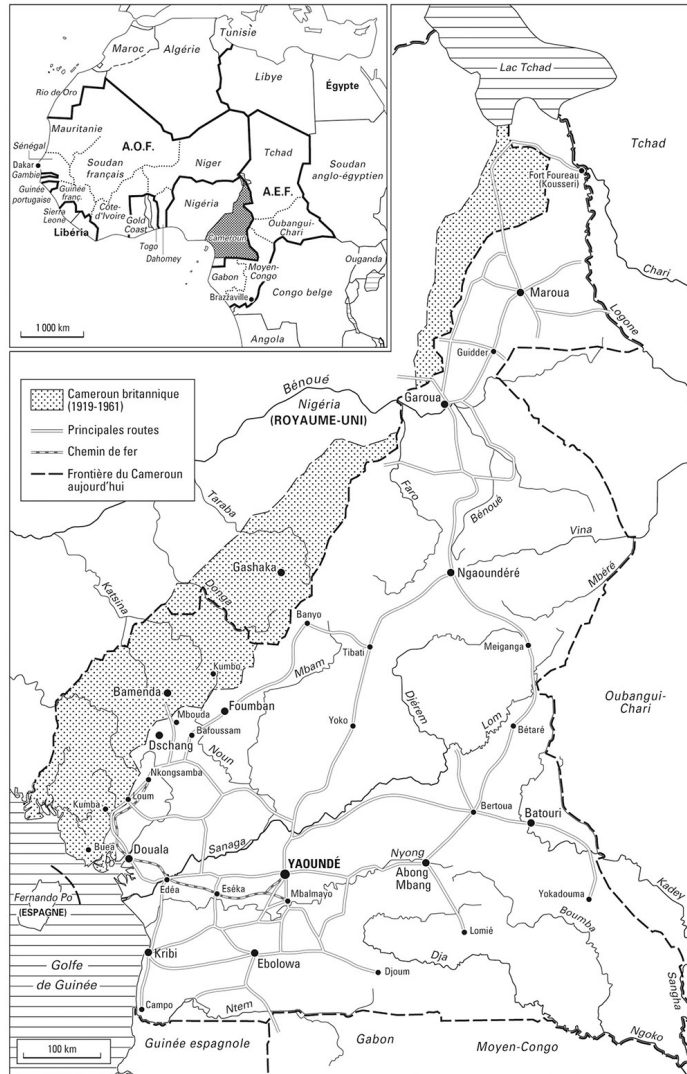 Tunisie
Maroc
Algérie
Libye
Égypte
Rio de Oro
Mauritanie
A.O.F.
Sénégal
Dakar
Gambie
Soudan
français
Niger
Tchad
Soudan
anglo-égyptien
A.E.F.
Guinée
portugaise
Guinée
franç.
Côte-
d'Ivoire
Nigéria
Sierra
Leone
Libéria
Gold
Coast
Togo
Dahomey
Cameroun
Oubangui-
Chari
Gabon
Moyen-
Congo
Ouganda
Brazzaville
Congo belge
Angola
1 000 km
Lac Tchad
Tchad
Fort Foureau
(Kousseri)
Chari
Maroua
Logone
Guidder
Cameroun britannique
(1919-1961)
Principales routes
Chemin de fer
Frontière du Cameroun
aujourd'hui
Bénoué
Nigéria
(ROYAUME-UNI)
Garoua
Taraba
Faro
Bénoué
Vina
Gashaka
Ngaoundéré
Mbéré
Katsina
Donga
Banyo
Tibati
Meiganga
Kumbo
Mbam
Bamenda
Foumban
Djérem
Lom
Oubangui-
Chari
Mbouda
Bafoussam
Yoko
Bétaré
Dschang
Noun
Nkongsamba
Loum
Kumba
Bertoua
Batouri
Buea
Douala
Sanaga
YAOUNDÉ
Nyong
Abong
Mbang
Edéa
Eséka
Mbalmayo
Kadey
Fernando Po
(ESPAGNE)
Yokadouma
Boumba
Lomié
Kribi
Ebolowa
Dja
Djoum
Golfe
de Guinée
Sangha
Campo
Ntem
Ngoko
100 km
Guinée espagnole
Gabon
Moyen-Congo